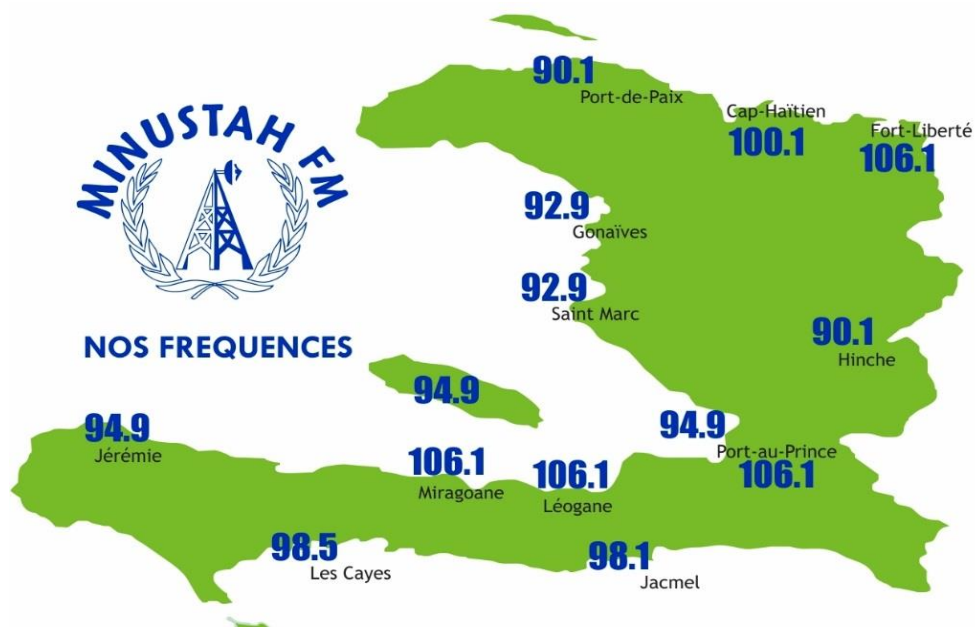 MINUSTAH FM
NOS FREQUENCES
90.1
Port-de-Paix
Cap-Haïtien
100.1
Fort-Liberté
106.1
92.9
Gonaïves
92.9
Saint Marc
90.1
Hinche
94.9
94.9
Jérémie
94.9
Port-au-Prince
106.1
106.1
Miragoane
106.1
Léogane
98.5
Les Cayes
98.1
Jacmel